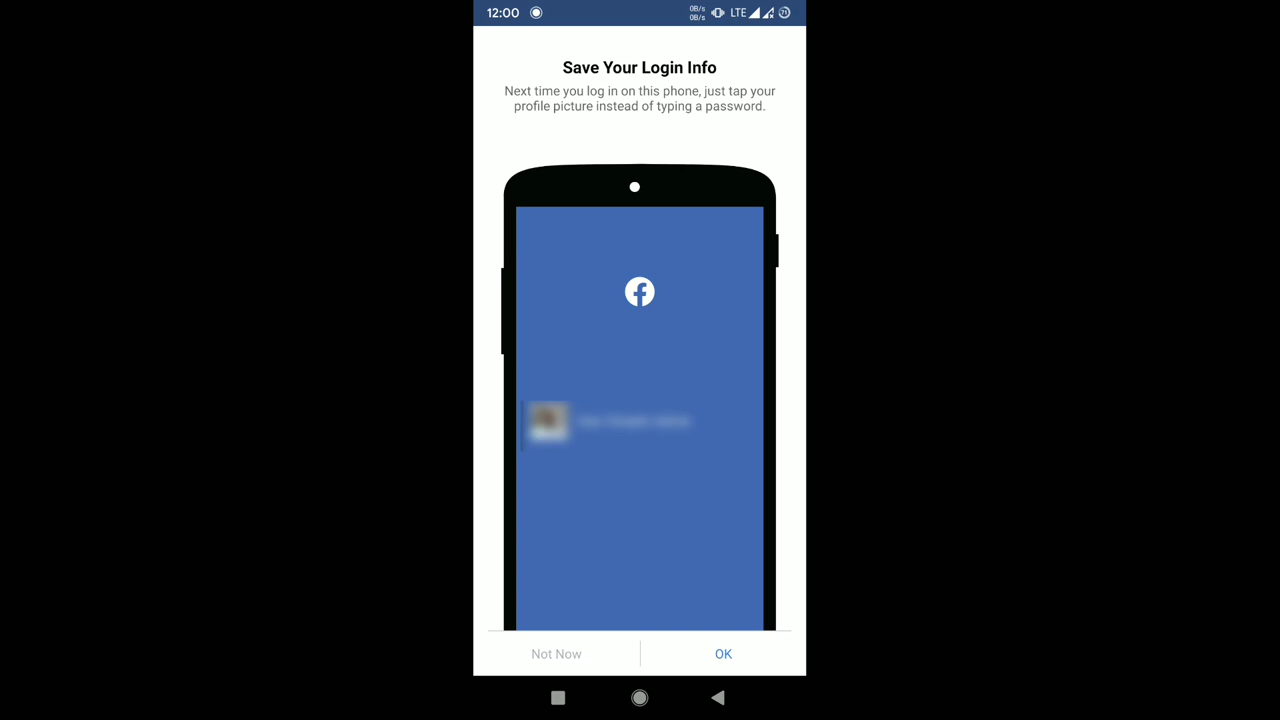 12:00
0B/s
0B/s
LTE
71
Save Your Login Info
Next time you log in on this phone, just tap your
profile picture instead of typing a password.
Not Now
OK